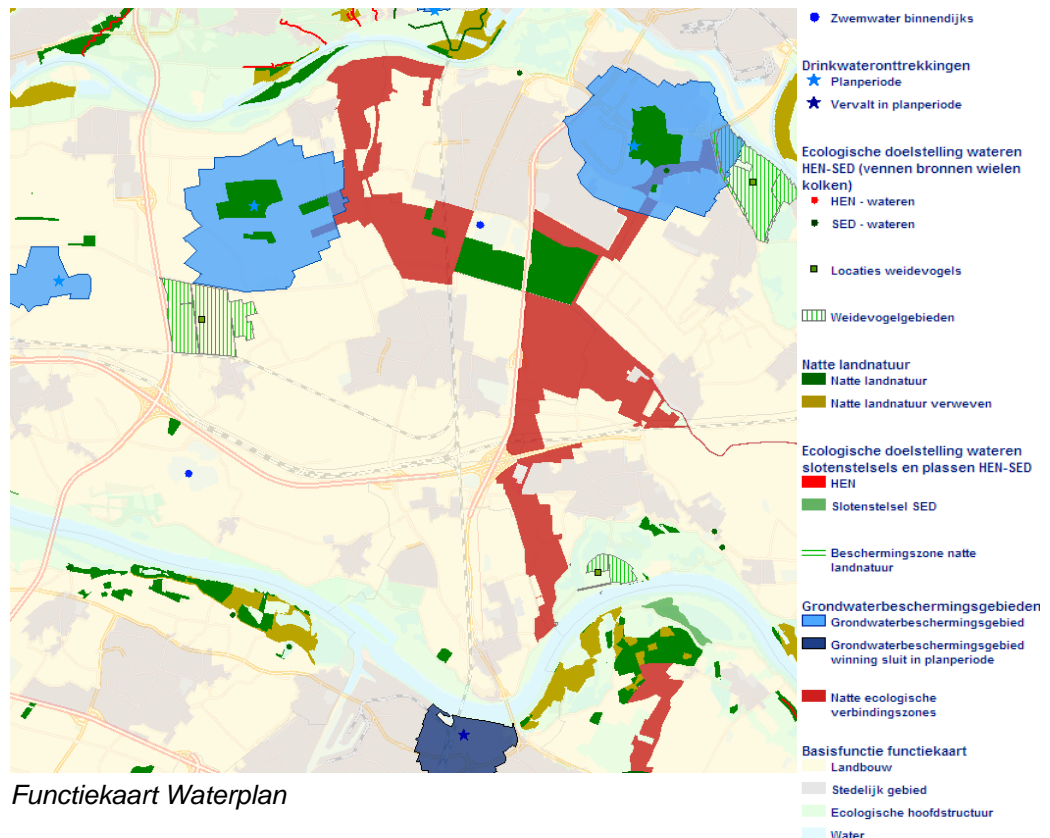 Zwemwater binnendijks
Drinkwateronttrekkingen
Planperiode
Vervalt in planperiode
Ecologische doelstelling wateren
HEN-SED (vennen bronnen wielen
kolken)
HEN - wateren
SED - wateren
Locaties weidevogels
Weidevogelgebieden
Natte landnatuur
Natte landnatuur
Natte landnatuur verweven
Ecologische doelstelling wateren
slotenstelsels en plassen HEN-SED
HEN
Slotenstelsel SED
Beschermingszone natte
landnatuur
Grondwaterbeschermingsgebieden
Grondwaterbeschermingsgebied
Grondwaterbeschermingsgebied
winning sluit in planperiode
Natte ecologische
verbindingszones
Basisfunctie functiekaart
Landbouw
Stedelijk gebied
Ecologische hoofdstructuur
Water
Functiekaart Waterplan